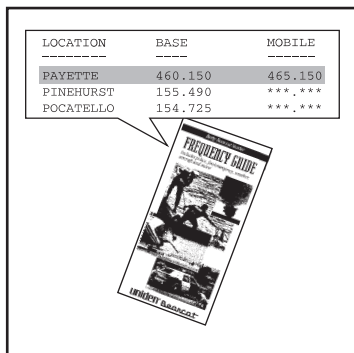 LOCATION BASE MOBILE
PAYETTE 460.150 465.150
PINEHURST 155.490 ***.***
POCATELLO 154.725 ***.***
FREQUENCY GUIDE
uniden Bearcat